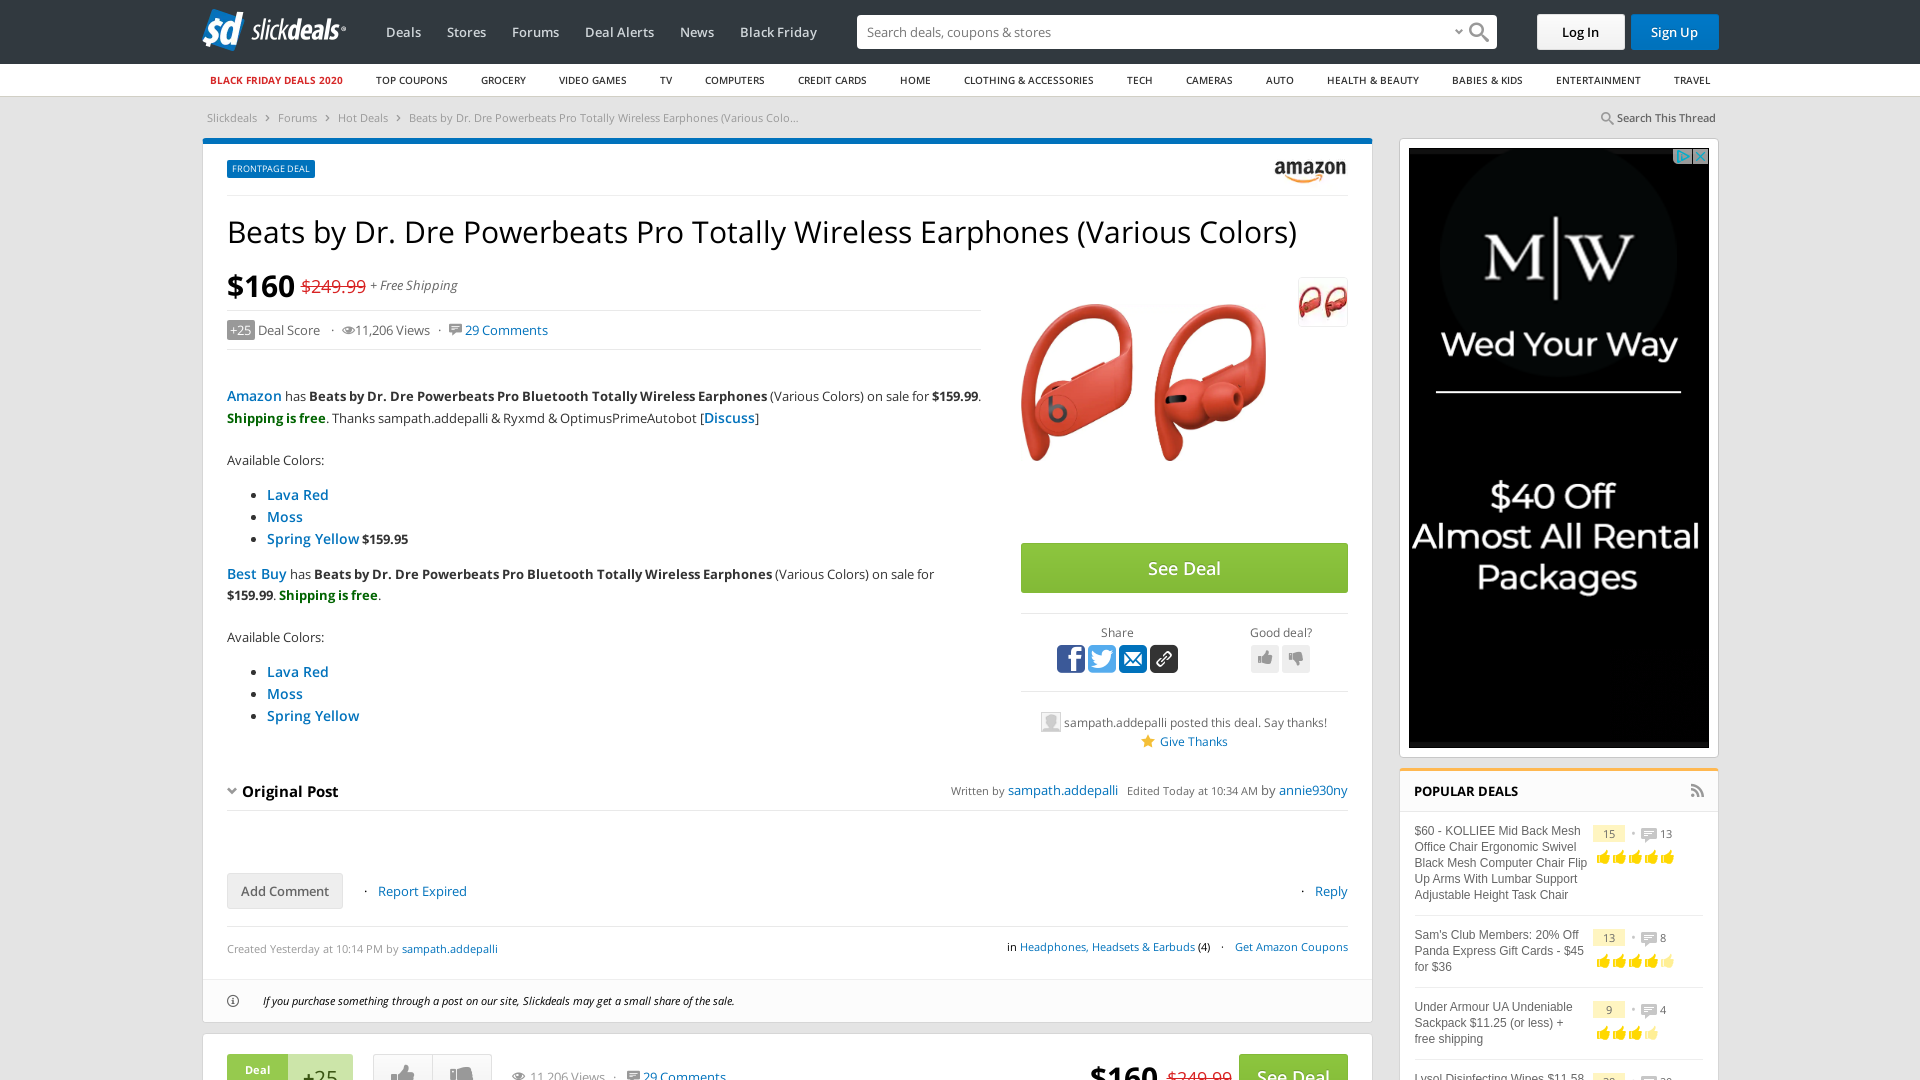 sd slickdeals
Deals Stores Forums Deal Alerts News Black Friday
Search deals, coupons & stores
Log In Sign Up
BLACK FRIDAY DEALS 2020 TOP COUPONS GROCERY VIDEO GAMES TV COMPUTERS CREDIT CARDS HOME CLOTHING & ACCESSORIES TECH CAMERAS AUTO HEALTH & BEAUTY BABIES & KIDS ENTERTAINMENT TRAVEL
Slickdeals › Forums › Hot Deals › Beats by Dr. Dre Powerbeats Pro Totally Wireless Earphones (Various Colo...
Search This Thread
FRONTPAGE DEAL
amazon
Beats by Dr. Dre Powerbeats Pro Totally Wireless Earphones (Various Colors)
$160 $249.99 + Free Shipping
+25 Deal Score · 11,206 Views · 29 Comments
Amazon has Beats by Dr. Dre Powerbeats Pro Bluetooth Totally Wireless Earphones (Various Colors) on sale for $159.99.
Shipping is free. Thanks sampath.addepalli & Ryxmd & OptimusPrimeAutobot [Discuss]
Available Colors:
• Lava Red
• Moss
• Spring Yellow $159.95
Best Buy has Beats by Dr. Dre Powerbeats Pro Bluetooth Totally Wireless Earphones (Various Colors) on sale for
$159.99. Shipping is free.
Available Colors:
• Lava Red
• Moss
• Spring Yellow
See Deal
Share
Good deal?
sampath.addepalli posted this deal. Say thanks!
Give Thanks
Original Post
Written by sampath.addepalli Edited Today at 10:34 AM by annie930ny
Add Comment · Report Expired
· Reply
Created Yesterday at 10:14 PM by sampath.addepalli
in Headphones, Headsets & Earbuds (4) · Get Amazon Coupons
If you purchase something through a post on our site, Slickdeals may get a small share of the sale.
Deal
+25
11,206 Views · 29 Comments
$160 $249.99 See Deal
M|W
Wed Your Way
$40 Off
Almost All Rental
Packages
POPULAR DEALS
$60 - KOLLIEE Mid Back Mesh
Office Chair Ergonomic Swivel
Black Mesh Computer Chair Flip
Up Arms With Lumbar Support
Adjustable Height Task Chair
15 • 13
Sam's Club Members: 20% Off
Panda Express Gift Cards - $45
for $36
13 • 8
Under Armour UA Undeniable
Sackpack $11.25 (or less) +
free shipping
9 • 4
Lysol Disinfecting Wipes $11.58